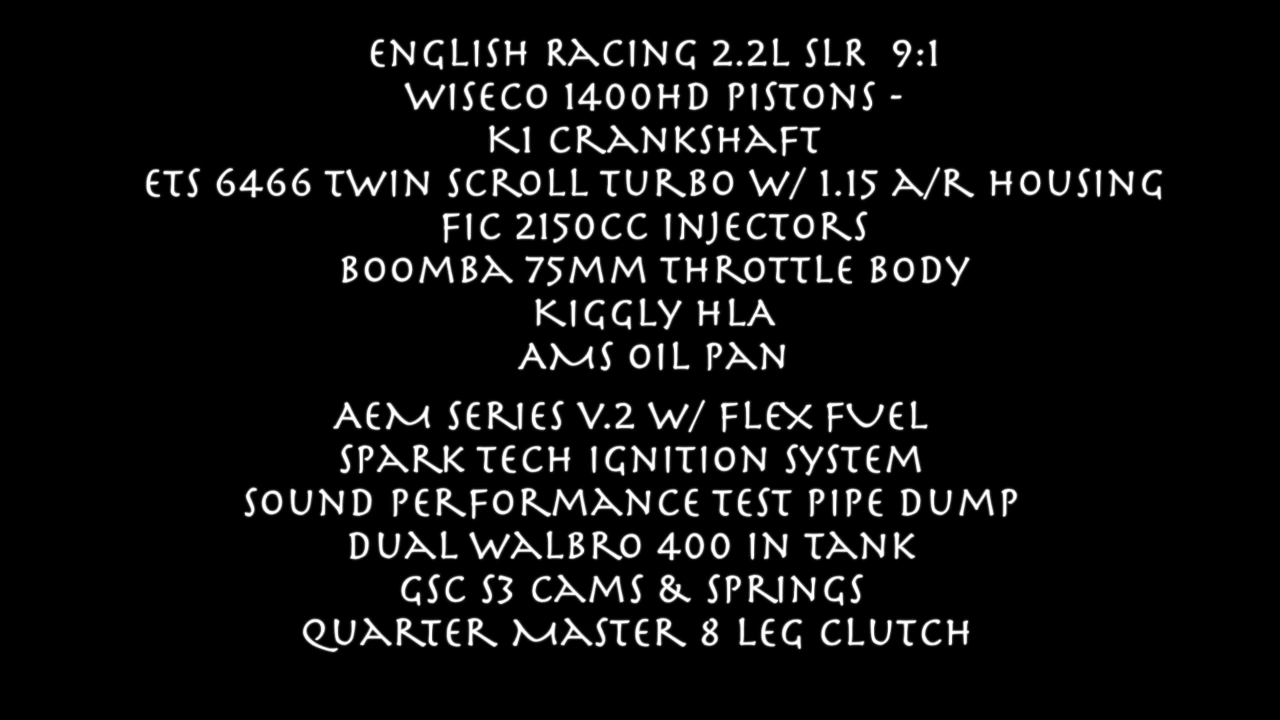 ENGLISH RACING 2.2L SLR 9:1
WISECO 1400HD PISTONS -
K1 CRANKSHAFT
ETS 6466 TWIN SCROLL TURBO W/ 1.15 A/R HOUSING
FIC 2150CC INJECTORS
BOOMBA 75MM THROTTLE BODY
KIGGLY HLA
AMS OIL PAN
AEM SERIES V.2 W/ FLEX FUEL
SPARK TECH IGNITION SYSTEM
SOUND PERFORMANCE TEST PIPE DUMP
DUAL WALBRO 400 IN TANK
GSC S3 CAMS & SPRINGS
QUARTER MASTER 8 LEG CLUTCH